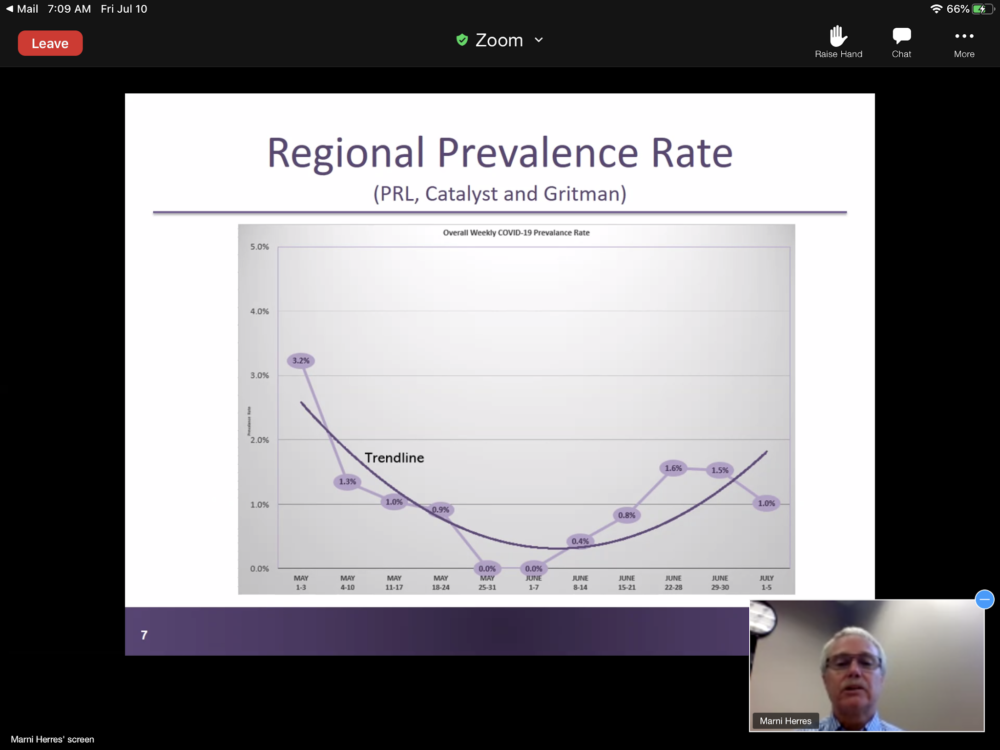 Mail 7:09 AM Fri Jul 10 66%
Leave
Zoom
Raise Hand
Chat
More
Regional Prevalence Rate
(PRL, Catalyst and Gritman)
Overall Weekly COVID-19 Prevalance Rate
5.0%
4.0%
3.0%
2.0%
1.0%
0.0%
Prevalance Rate
Trendline
3.2%
1.3%
1.0%
0.9%
0.0%
0.0%
0.4%
0.8%
1.6%
1.5%
1.0%
MAY 1-3
MAY 4-10
MAY 11-17
MAY 18-24
MAY 25-31
JUNE 1-7
JUNE 8-14
JUNE 15-21
JUNE 22-28
JUNE 29-30
JULY 1-5
7
Marni Herres
Marni Herres' screen